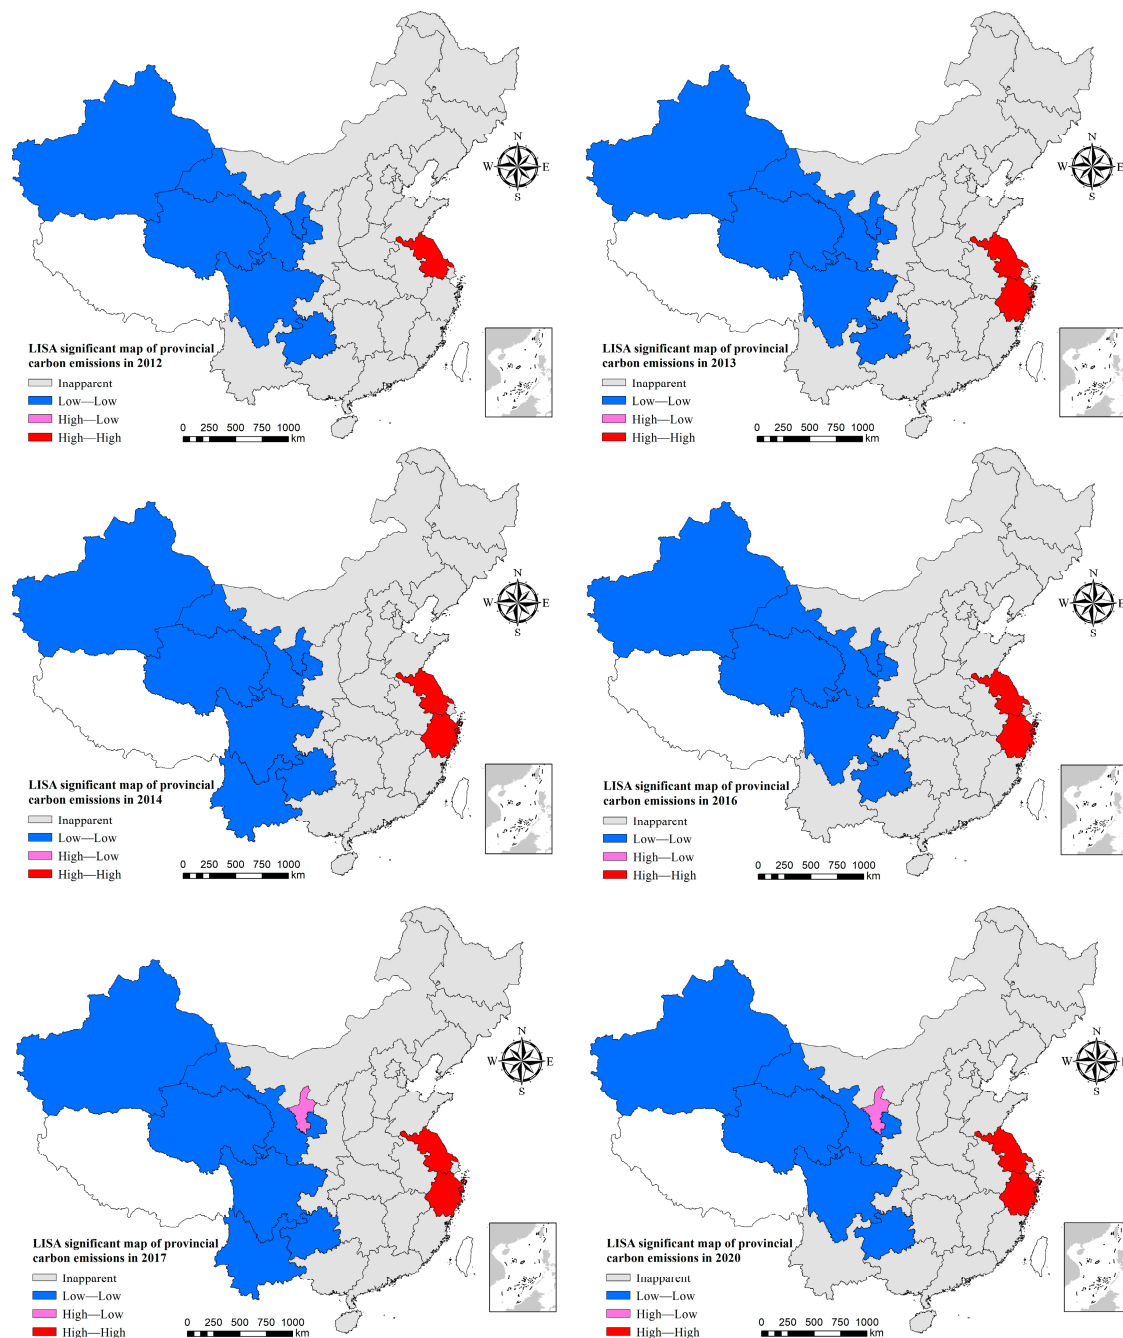 N
W E
S
LISA significant map of provincial
carbon emissions in 2012
Inapparent
Low—Low
High—Low
High—High
0 250 500 750 1000
km
N
W E
S
LISA significant map of provincial
carbon emissions in 2013
Inapparent
Low—Low
High—Low
High—High
0 250 500 750 1000
km
N
W E
S
LISA significant map of provincial
carbon emissions in 2014
Inapparent
Low—Low
High—Low
High—High
0 250 500 750 1000
km
N
W E
S
LISA significant map of provincial
carbon emissions in 2016
Inapparent
Low—Low
High—Low
High—High
0 250 500 750 1000
km
N
W E
S
LISA significant map of provincial
carbon emissions in 2017
Inapparent
Low—Low
High—Low
High—High
0 250 500 750 1000
km
N
W E
S
LISA significant map of provincial
carbon emissions in 2020
Inapparent
Low—Low
High—Low
High—High
0 250 500 750 1000
km